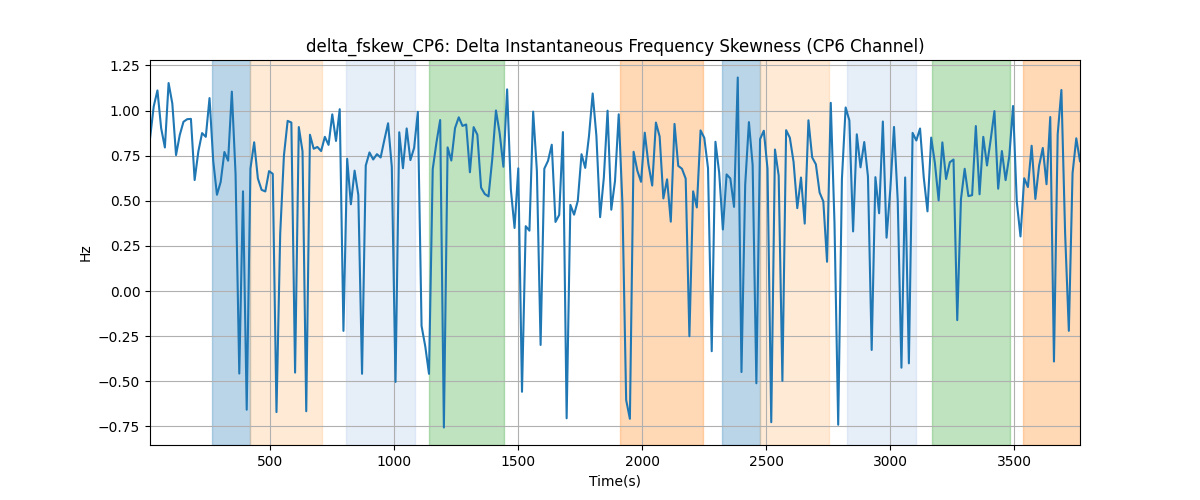 delta_fskew_CP6: Delta Instantaneous Frequency Skewness (CP6 Channel)
1.25
1.00
0.75
0.50
0.25
0.00
−0.25
−0.50
−0.75
Hz
500 1000 1500 2000 2500 3000 3500
Time(s)